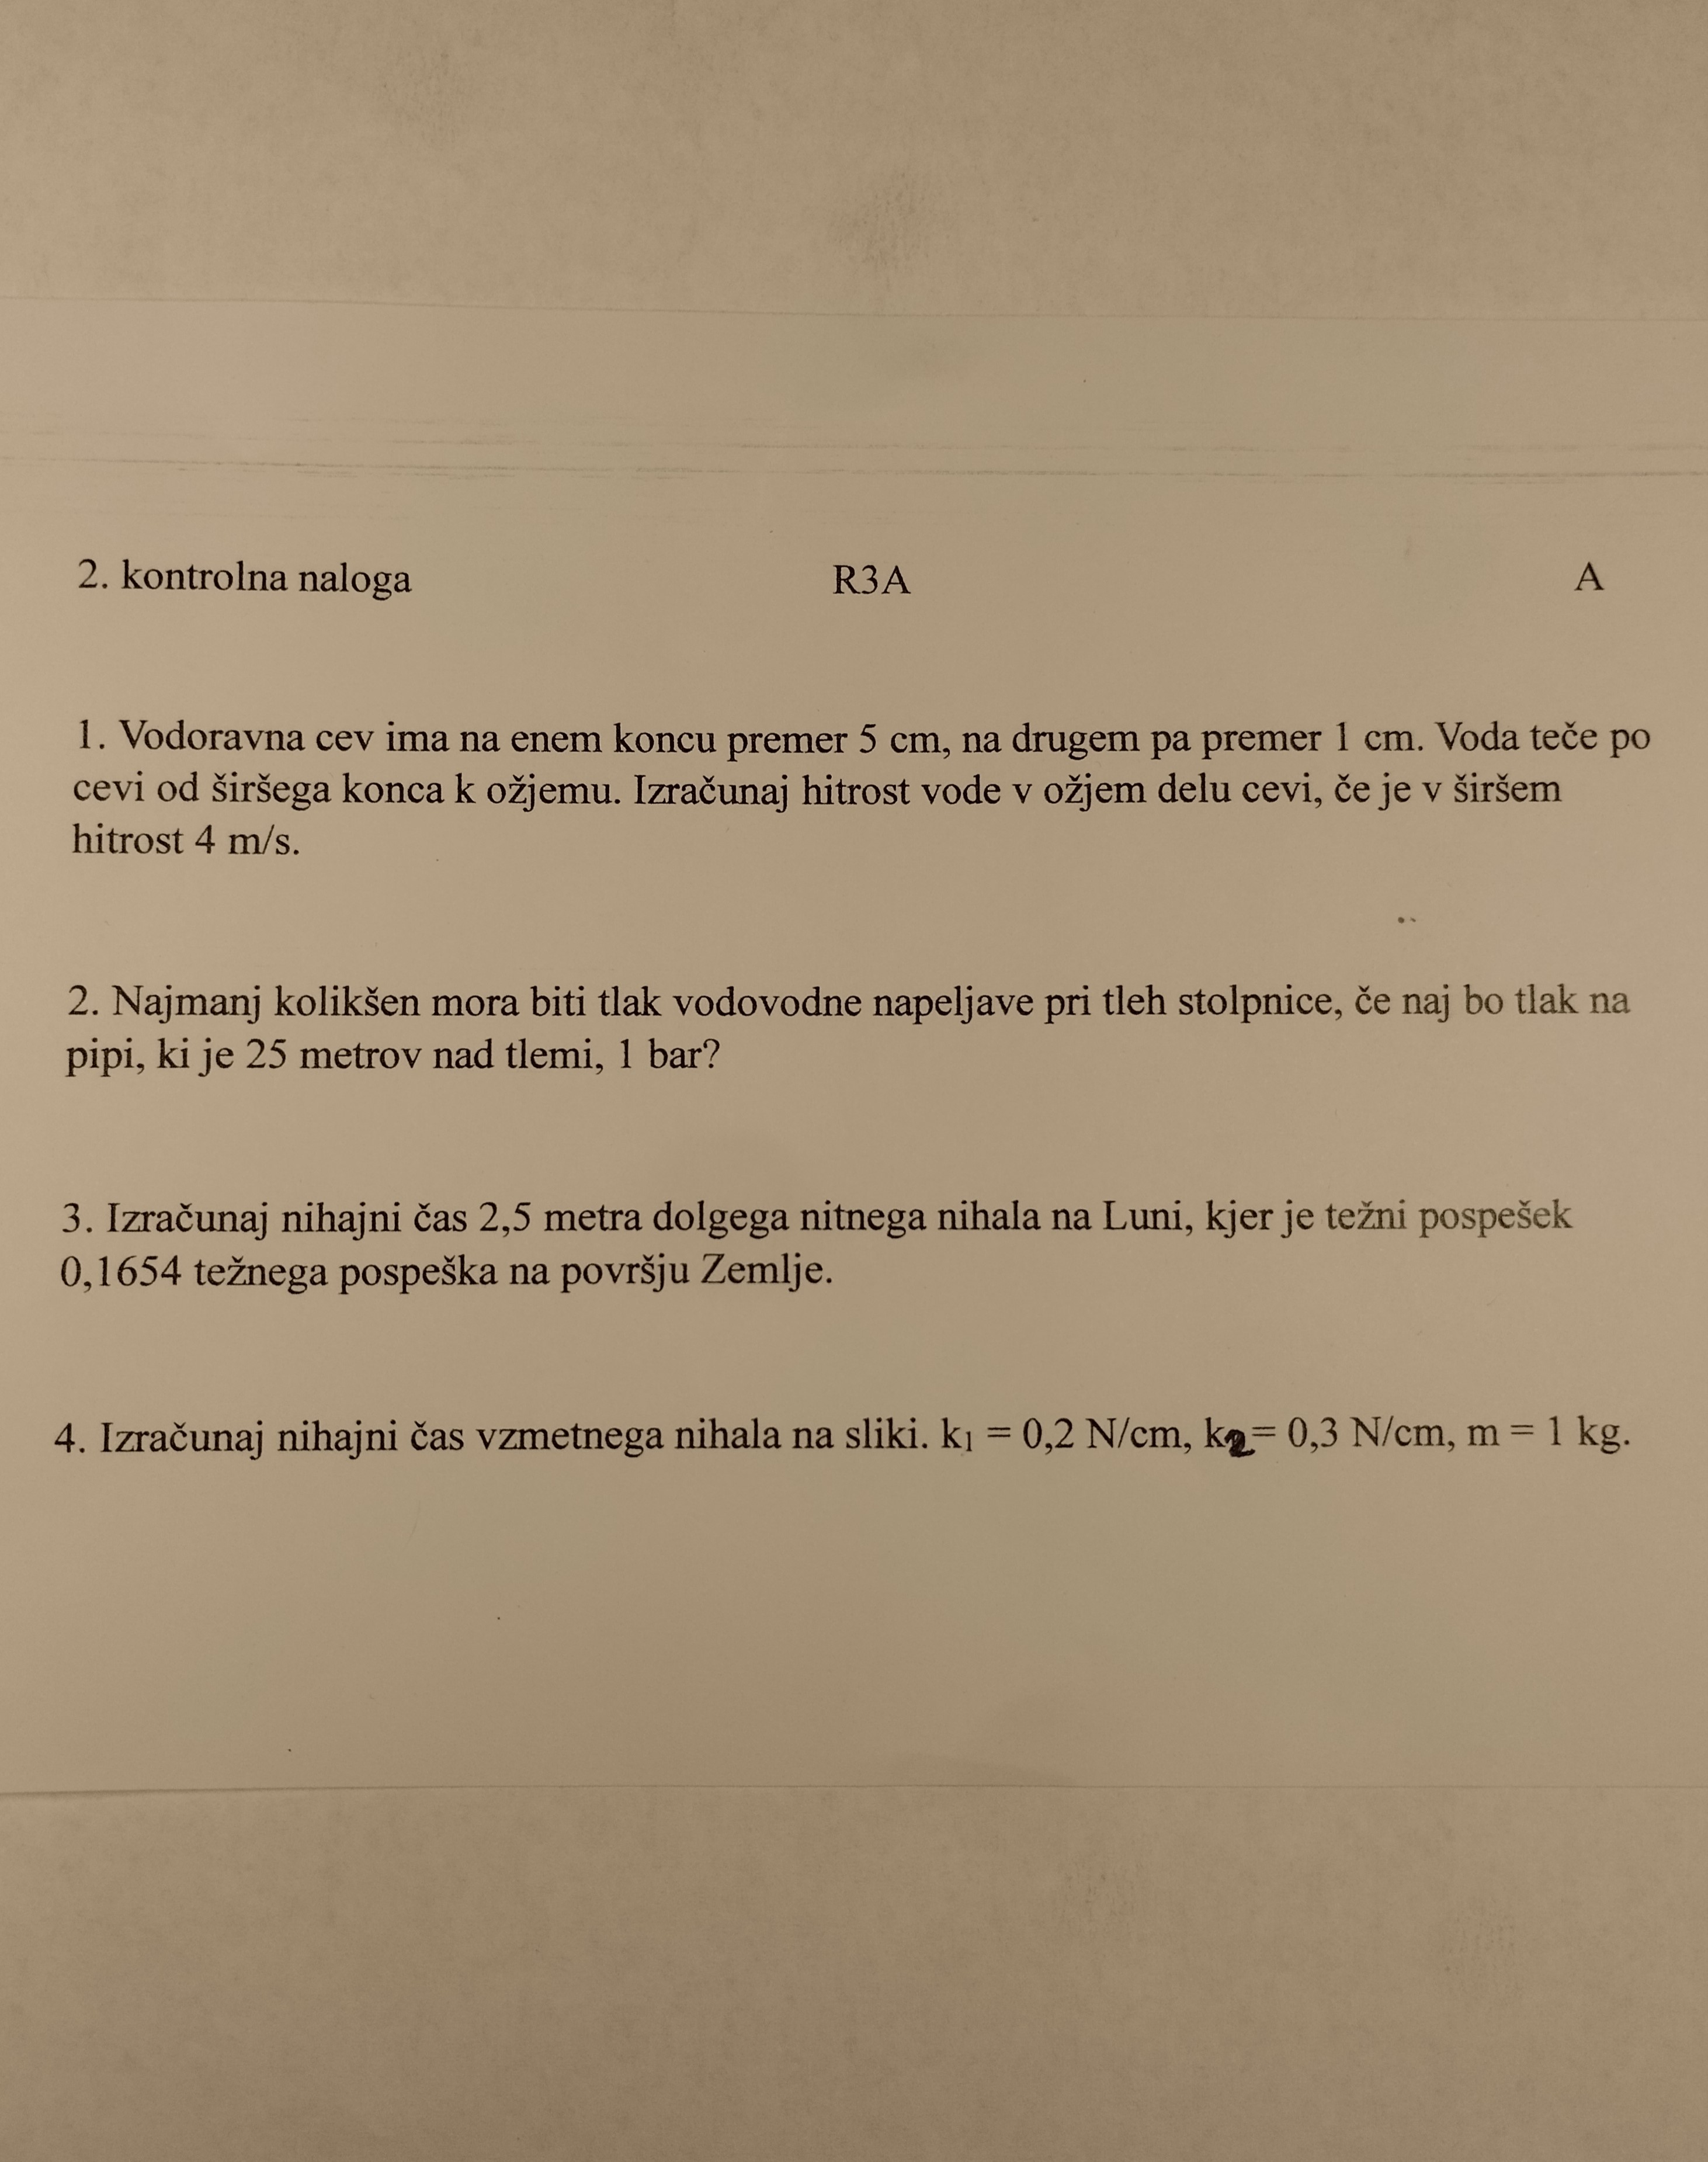 2. kontrolna naloga R3A A
1. Vodoravna cev ima na enem koncu premer 5 cm, na drugem pa premer 1 cm. Voda teče po
cevi od širšega konca k ožjemu. Izračunaj hitrost vode v ožjem delu cevi, če je v širšem
hitrost 4 m/s.
2. Najmanj kolikšen mora biti tlak vodovodne napeljave pri tleh stolpnice, če naj bo tlak na
pipi, ki je 25 metrov nad tlemi, 1 bar?
3. Izračunaj nihajni čas 2,5 metra dolgega nitnega nihala na Luni, kjer je težni pospešek
0,1654 težnega pospeška na površju Zemlje.
4. Izračunaj nihajni čas vzmetnega nihala na sliki. k₁ = 0,2 N/cm, k₂ = 0,3 N/cm, m = 1 kg.